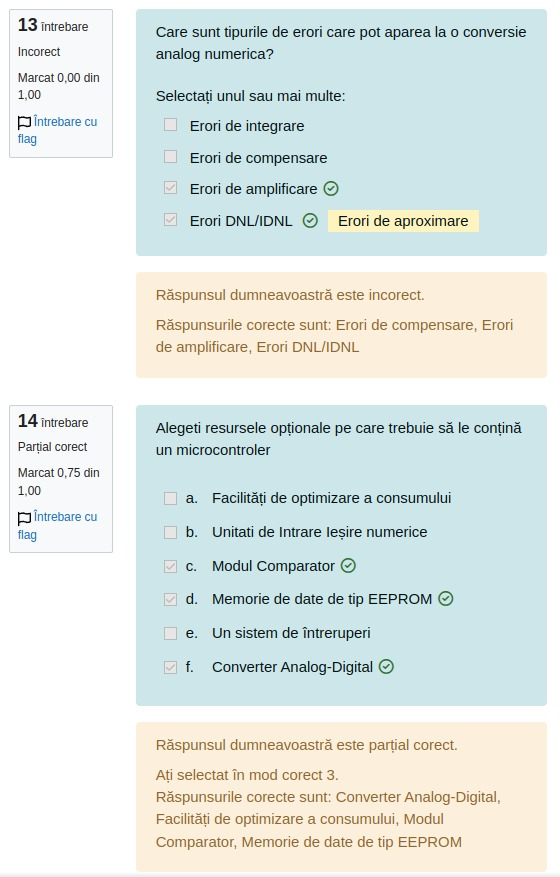 13 întrebare
Incorect
Marcat 0,00 din
1,00
Întrebare cu
flag
Care sunt tipurile de erori care pot aparea la o conversie
analog numerica?
Selectați unul sau mai multe:
Erori de integrare
Erori de compensare
Erori de amplificare
Erori DNL/IDNL Erori de aproximare
Răspunsul dumneavoastră este incorect.
Răspunsurile corecte sunt: Erori de compensare, Erori
de amplificare, Erori DNL/IDNL
14 întrebare
Parțial corect
Marcat 0,75 din
1,00
Întrebare cu
flag
Alegeti resursele opționale pe care trebuie să le conțină
un microcontroler
a. Facilități de optimizare a consumului
b. Unitati de Intrare Ieșire numerice
c. Modul Comparator
d. Memorie de date de tip EEPROM
e. Un sistem de întreruperi
f. Converter Analog-Digital
Răspunsul dumneavoastră este parțial corect.
Ați selectat în mod corect 3.
Răspunsurile corecte sunt: Converter Analog-Digital,
Facilități de optimizare a consumului, Modul
Comparator, Memorie de date de tip EEPROM